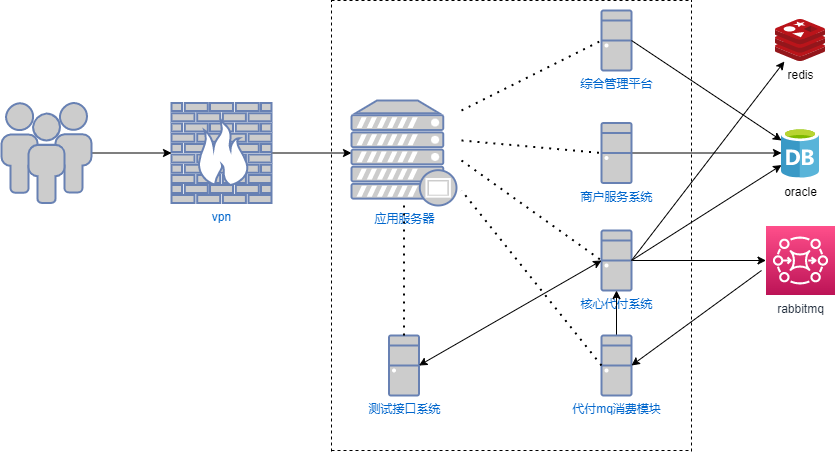 综合管理平台
redis
商户服务系统
DB
oracle
vpn
应用服务器
核心代付系统
rabbitmq
测试接口系统
代付mq消费模块